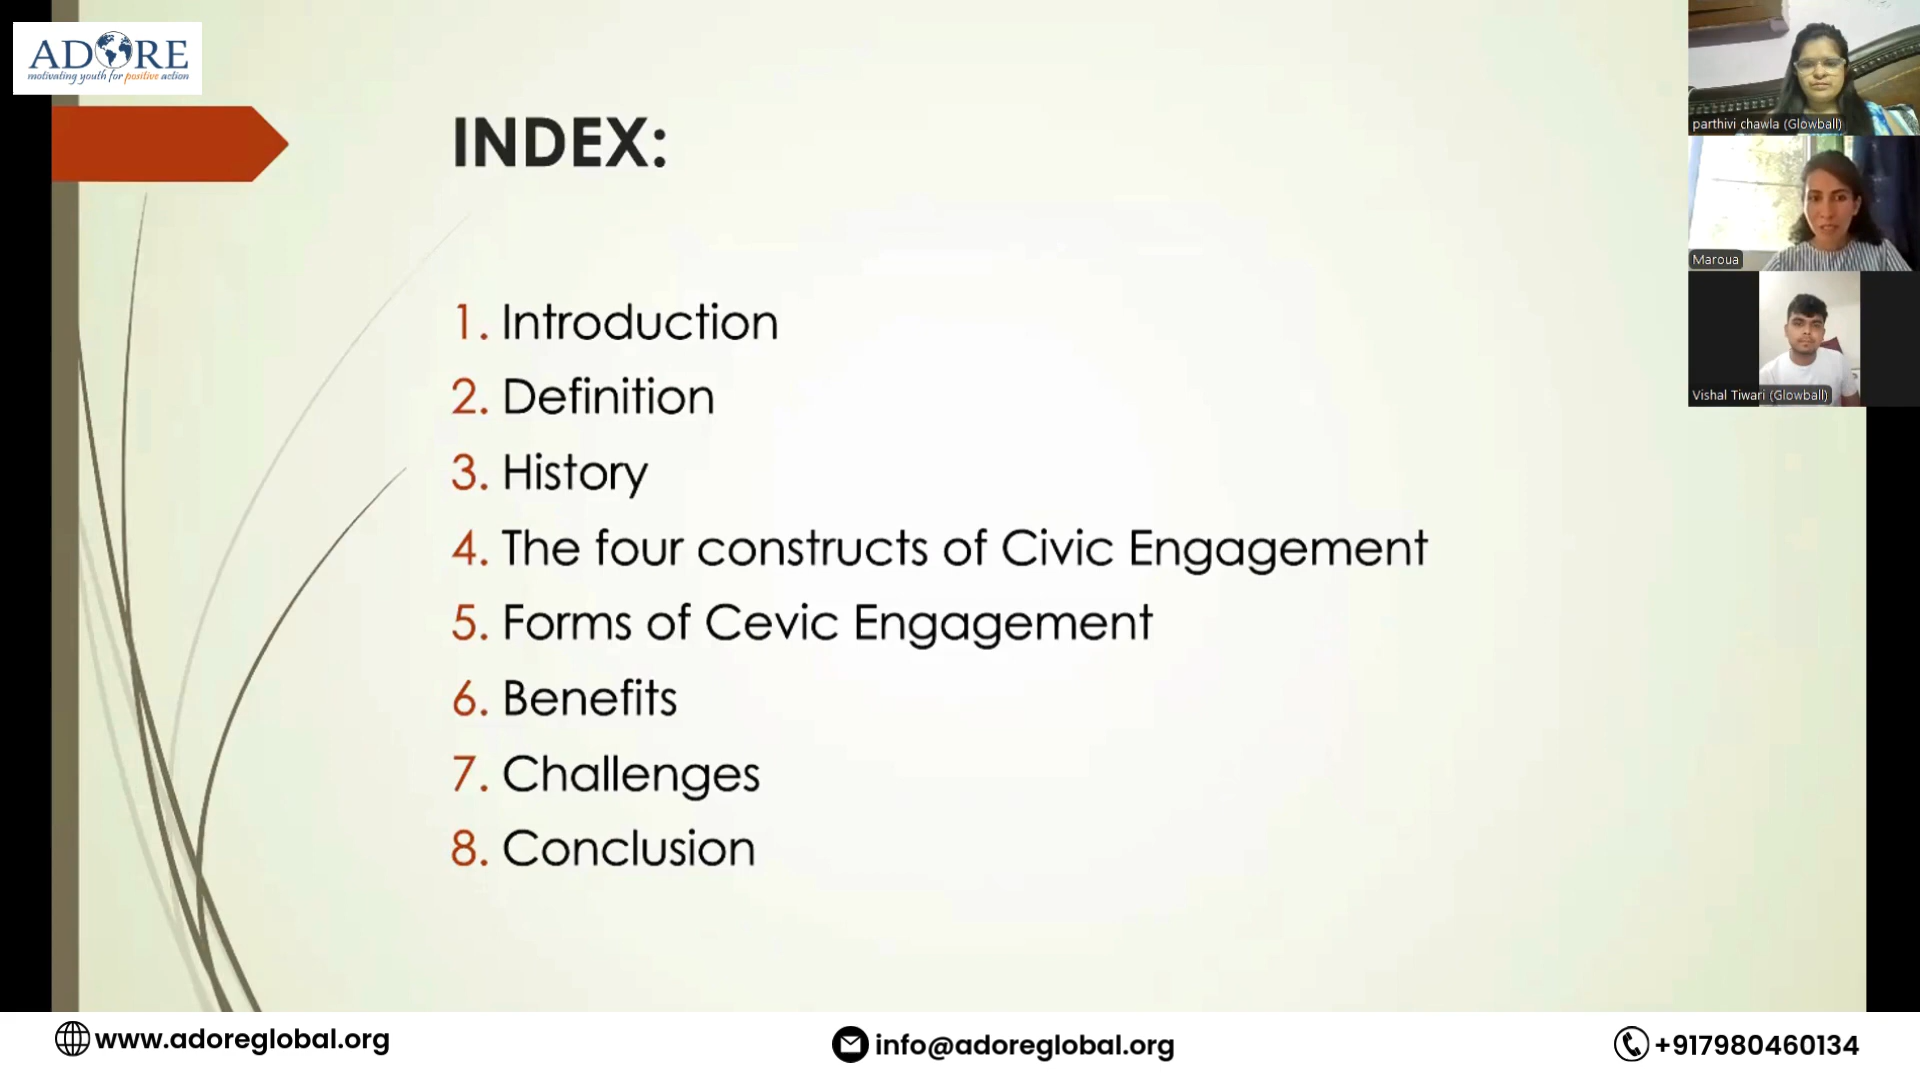 ADORE
motivating youth for positive action
INDEX:
1. Introduction
2. Definition
3. History
4. The four constructs of Civic Engagement
5. Forms of Cevic Engagement
6. Benefits
7. Challenges
8. Conclusion
parthivi chawla (Glowball)
Maroua
Vishal Tiwari (Glowball)
www.adoreglobal.org
info@adoreglobal.org
+917980460134